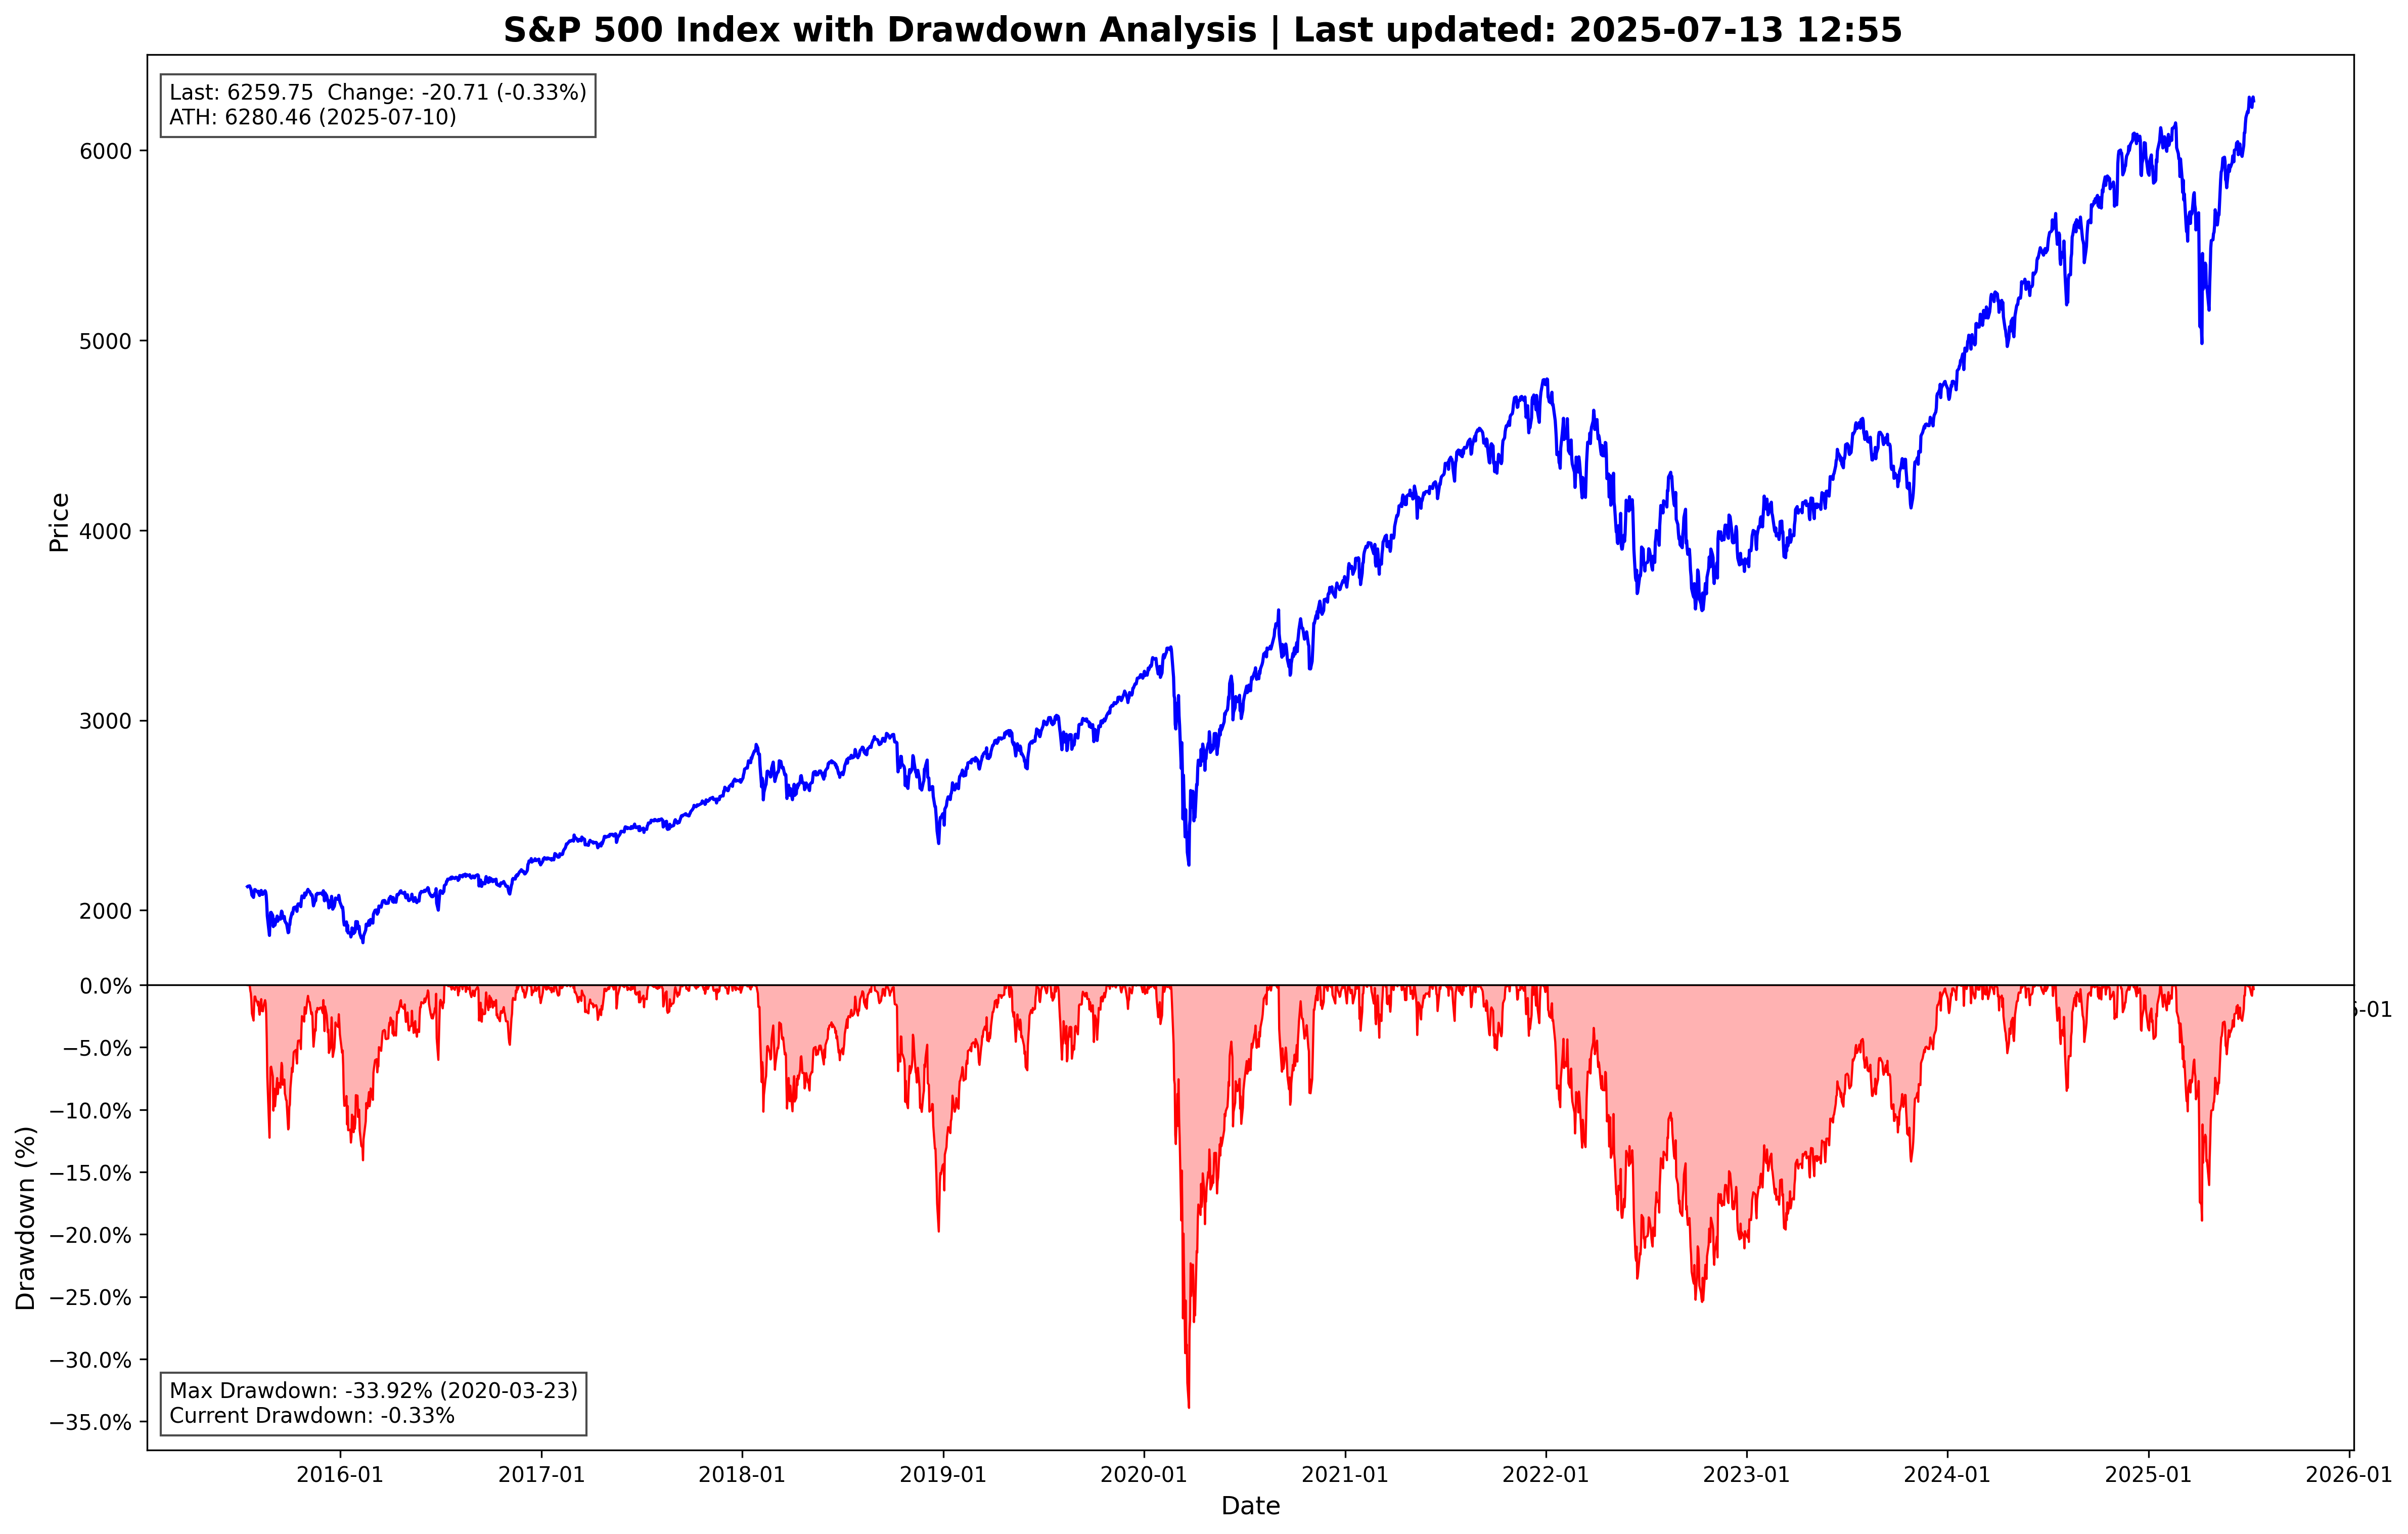 S&P 500 Index with Drawdown Analysis | Last updated: 2025-07-13 12:55
Last: 6259.75  Change: -20.71 (-0.33%)
ATH: 6280.46 (2025-07-10)
Price
6000
5000
4000
3000
2000
5-01
Drawdown (%)
0.0%
−5.0%
−10.0%
−15.0%
−20.0%
−25.0%
−30.0%
−35.0%
Max Drawdown: -33.92% (2020-03-23)
Current Drawdown: -0.33%
2016-01 2017-01 2018-01 2019-01 2020-01 2021-01 2022-01 2023-01 2024-01 2025-01 2026-01
Date